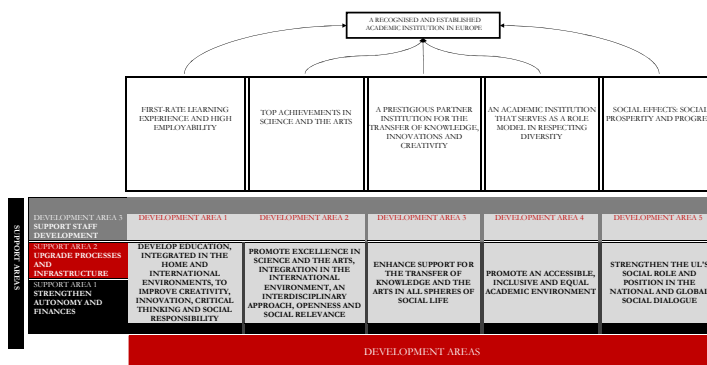 A RECOGNISED AND ESTABLISHED
ACADEMIC INSTITUTION IN EUROPE
FIRST-RATE LEARNING
EXPERIENCE AND HIGH
EMPLOYABILITY
TOP ACHIEVEMENTS IN
SCIENCE AND THE ARTS
A PRESTIGIOUS PARTNER
INSTITUTION FOR THE
TRANSFER OF KNOWLEDGE,
INNOVATIONS AND
CREATIVITY
AN ACADEMIC INSTITUTION
THAT SERVES AS A ROLE
MODEL IN RESPECTING
DIVERSITY
SOCIAL EFFECTS: SOCIAL
PROSPERITY AND PROGRE
SUPPORT AREAS
DEVELOPMENT AREA 3
SUPPORT STAFF
DEVELOPMENT
SUPPORT AREA 2
UPGRADE PROCESSES
AND
INFRASTRUCTURE
SUPPORT AREA 1
STRENGTHEN
AUTONOMY AND
FINANCES
DEVELOPMENT AREA 1
DEVELOP EDUCATION,
INTEGRATED IN THE
HOME AND
INTERNATIONAL
ENVIRONMENTS, TO
IMPROVE CREATIVITY,
INNOVATION, CRITICAL
THINKING AND SOCIAL
RESPONSIBILITY
DEVELOPMENT AREA 2
PROMOTE EXCELLENCE IN
SCIENCE AND THE ARTS,
INTEGRATION IN THE
INTERNATIONAL
ENVIRONMENT, AN
INTERDISCIPLINARY
APPROACH, OPENNESS AND
SOCIAL RELEVANCE
DEVELOPMENT AREA 3
ENHANCE SUPPORT FOR
THE TRANSFER OF
KNOWLEDGE AND THE
ARTS IN ALL SPHERES OF
SOCIAL LIFE
DEVELOPMENT AREA 4
PROMOTE AN ACCESSIBLE,
INCLUSIVE AND EQUAL
ACADEMIC ENVIRONMENT
DEVELOPMENT AREA 5
STRENGTHEN THE UL'S
SOCIAL ROLE AND
POSITION IN THE
NATIONAL AND GLOBAL
SOCIAL DIALOGUE
DEVELOPMENT AREAS